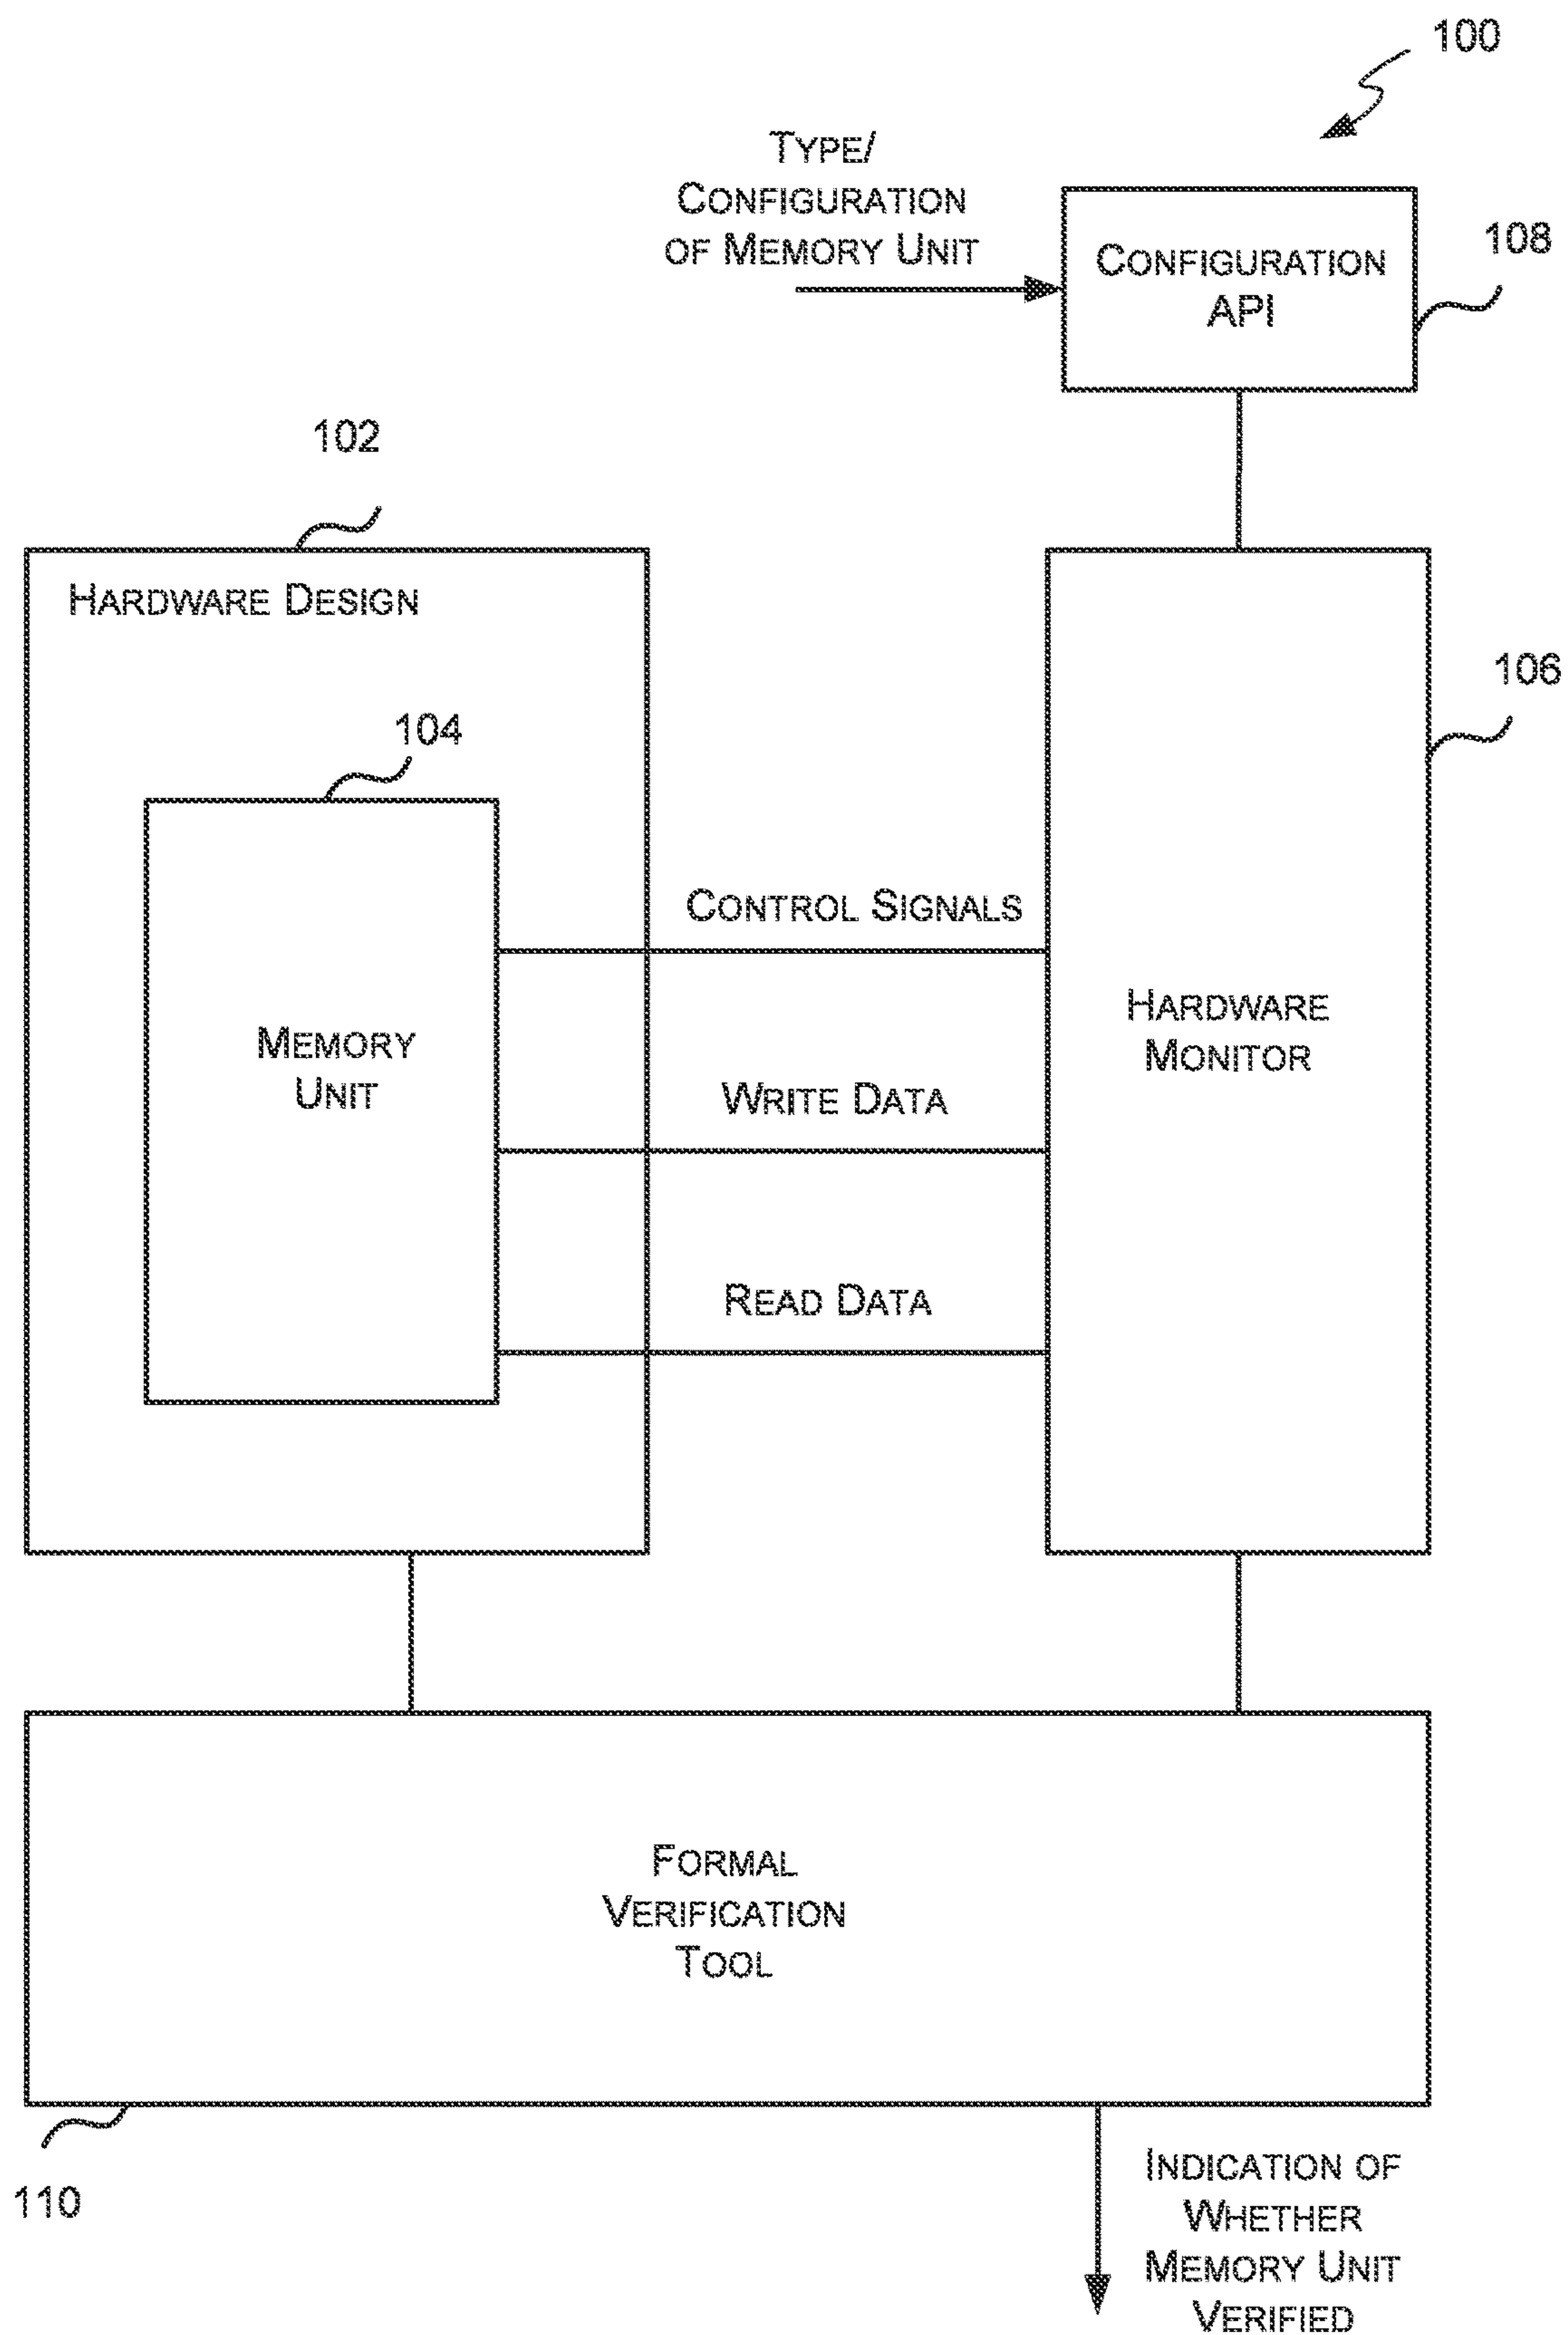 100
TYPE/
CONFIGURATION
OF MEMORY UNIT
CONFIGURATION
API
108
102
HARDWARE DESIGN
106
104
CONTROL SIGNALS
HARDWARE
MONITOR
MEMORY
UNIT
WRITE DATA
READ DATA
FORMAL
VERIFICATION
TOOL
110
INDICATION OF
WHETHER
MEMORY UNIT
VERIFIED